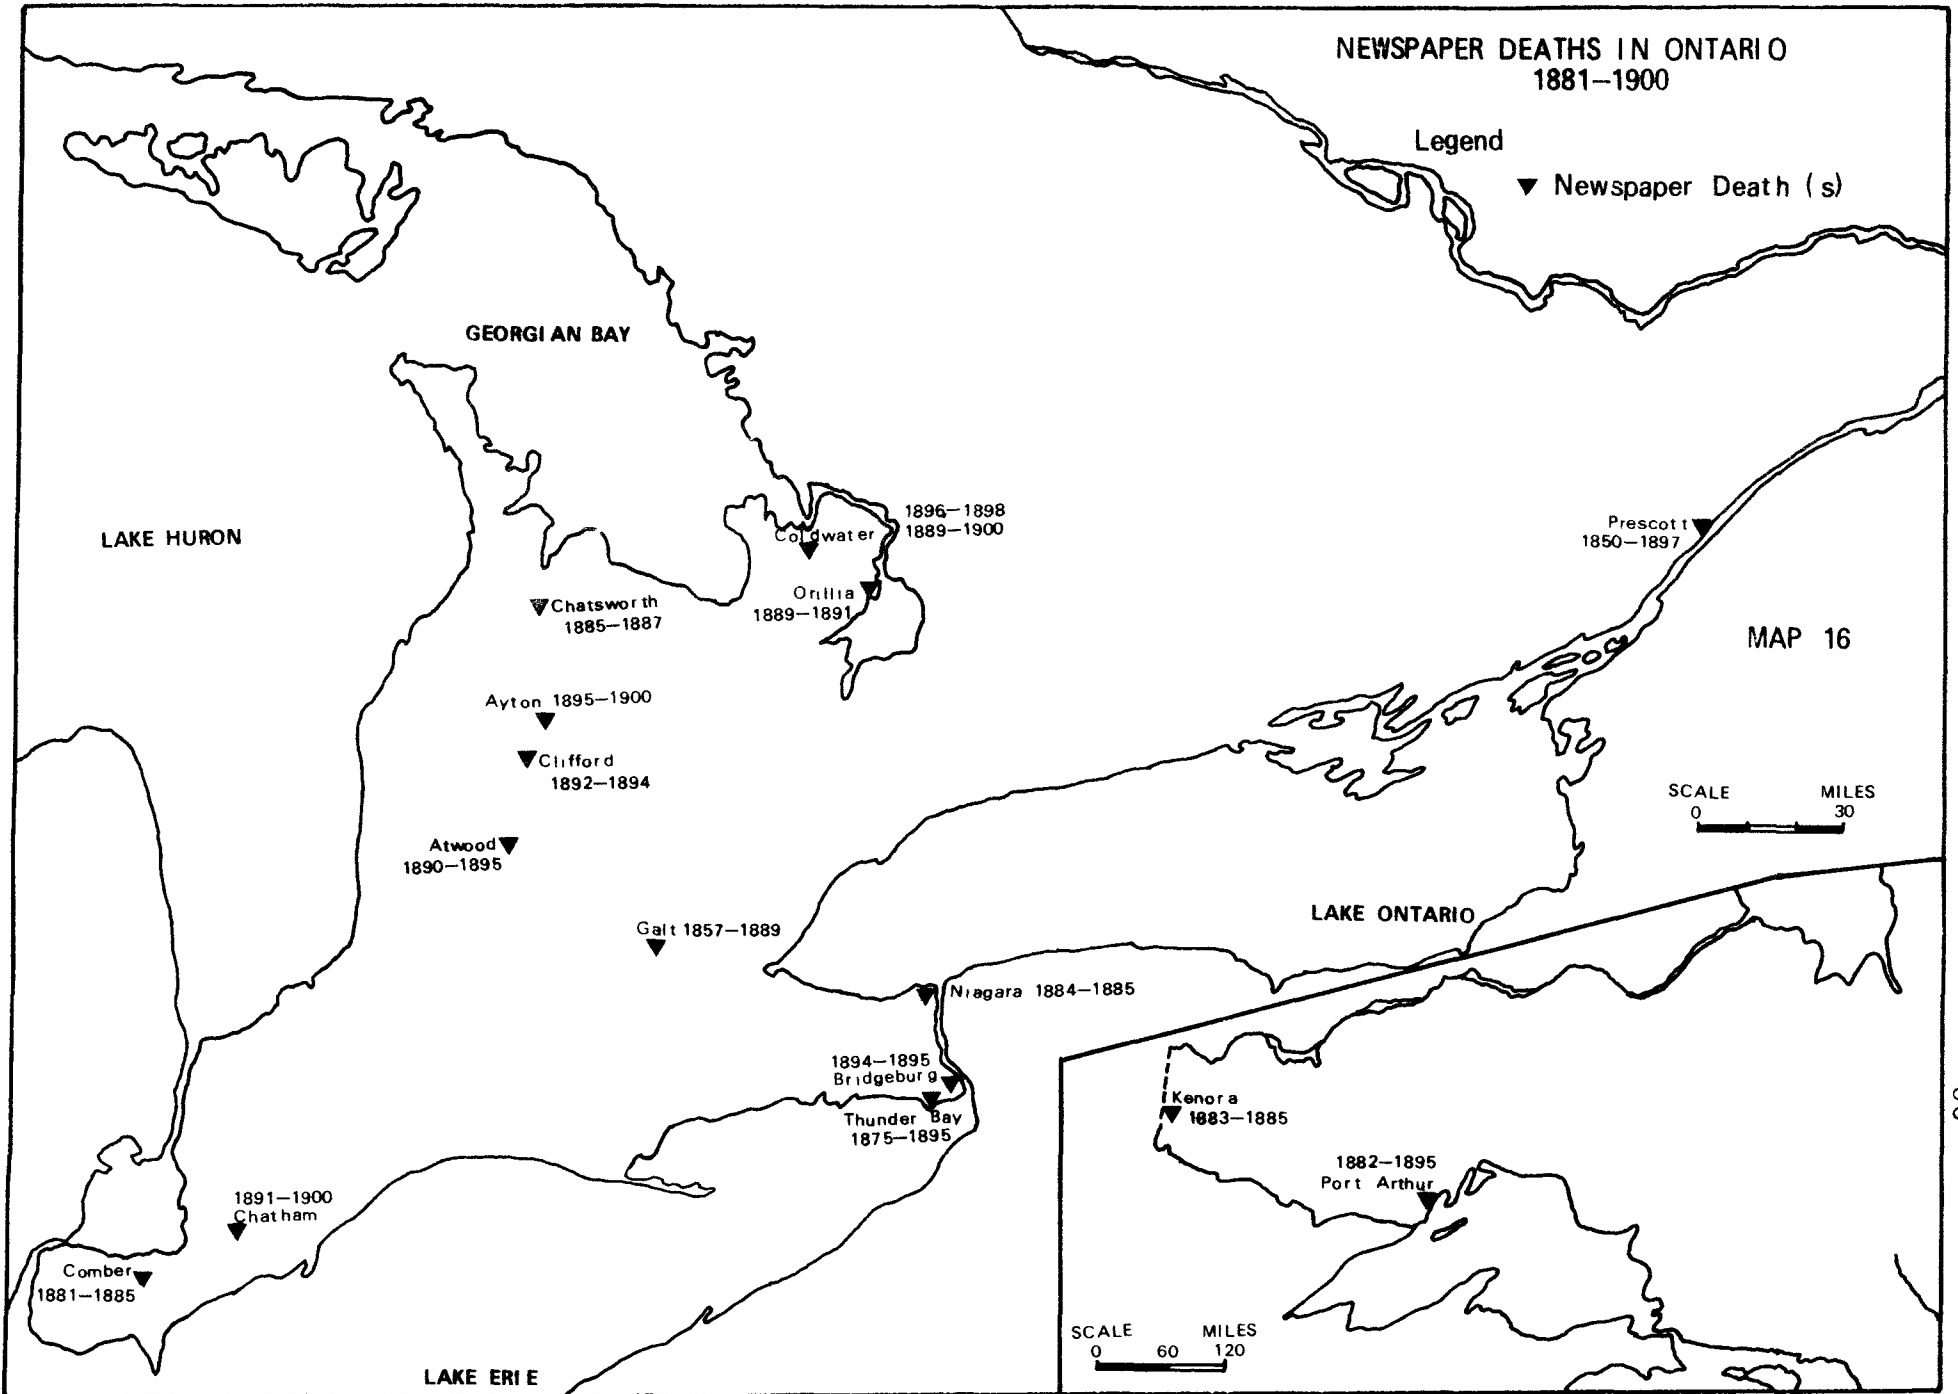 NEWSPAPER DEATHS IN ONTARIO
1881—1900
Legend
▼ Newspaper Death (s)
GEORGIAN BAY
LAKE HURON
1896—1898
1889—1900
Coldwater
Prescott
1850—1897
Orillia
1889—1891
Chatsworth
1885—1887
MAP 16
Ayton 1895—1900
Clifford
1892—1894
SCALE MILES
0 30
Atwood
1890—1895
LAKE ONTARIO
Galt 1857—1889
Niagara 1884—1885
1894—1895
Bridgeburg
Thunder Bay
1875—1895
Kenora
1883—1885
1882—1895
Port Arthur
1891—1900
Chatham
Comber
1881—1885
SCALE MILES
0 60 120
LAKE ERIE